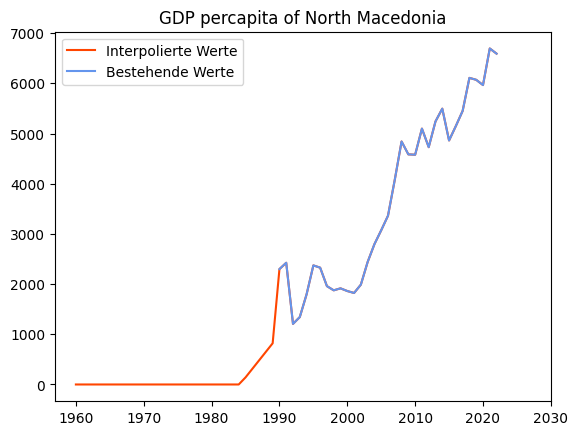 GDP percapita of North Macedonia
Interpolierte Werte
Bestehende Werte
7000
6000
5000
4000
3000
2000
1000
0
1960 1970 1980 1990 2000 2010 2020 2030